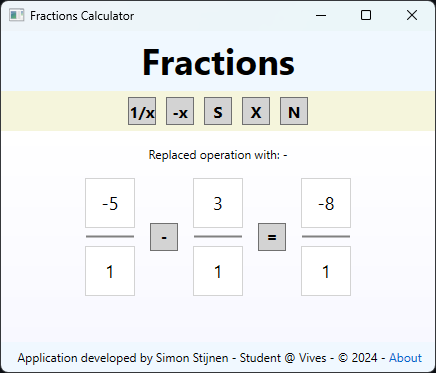 Fractions Calculator
Fractions
1/x -x S X N
Replaced operation with: -
-5 3 -8
- =
1 1 1
Application developed by Simon Stijnen - Student @ Vives - © 2024 - About